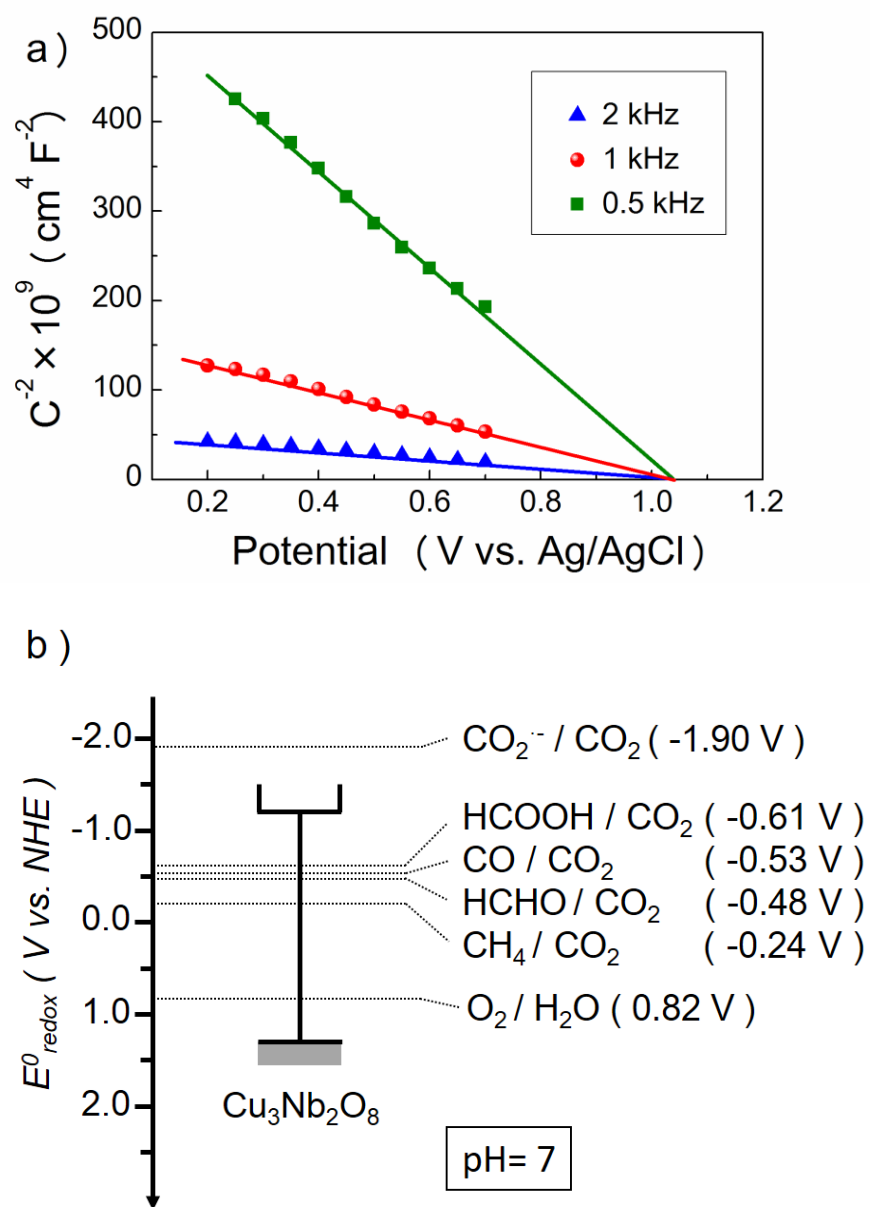 a)
500
400
300
200
100
0
C⁻² × 10⁹ (cm⁴ F⁻²)
2 kHz
1 kHz
0.5 kHz
0.2 0.4 0.6 0.8 1.0 1.2
Potential (V vs. Ag/AgCl)
b)
E⁰redox (V vs. NHE)
-2.0
-1.0
0.0
1.0
2.0
CO₂·⁻ / CO₂ ( -1.90 V )
HCOOH / CO₂ ( -0.61 V )
CO / CO₂ ( -0.53 V )
HCHO / CO₂ ( -0.48 V )
CH₄ / CO₂ ( -0.24 V )
O₂ / H₂O ( 0.82 V )
Cu₃Nb₂O₈
pH= 7